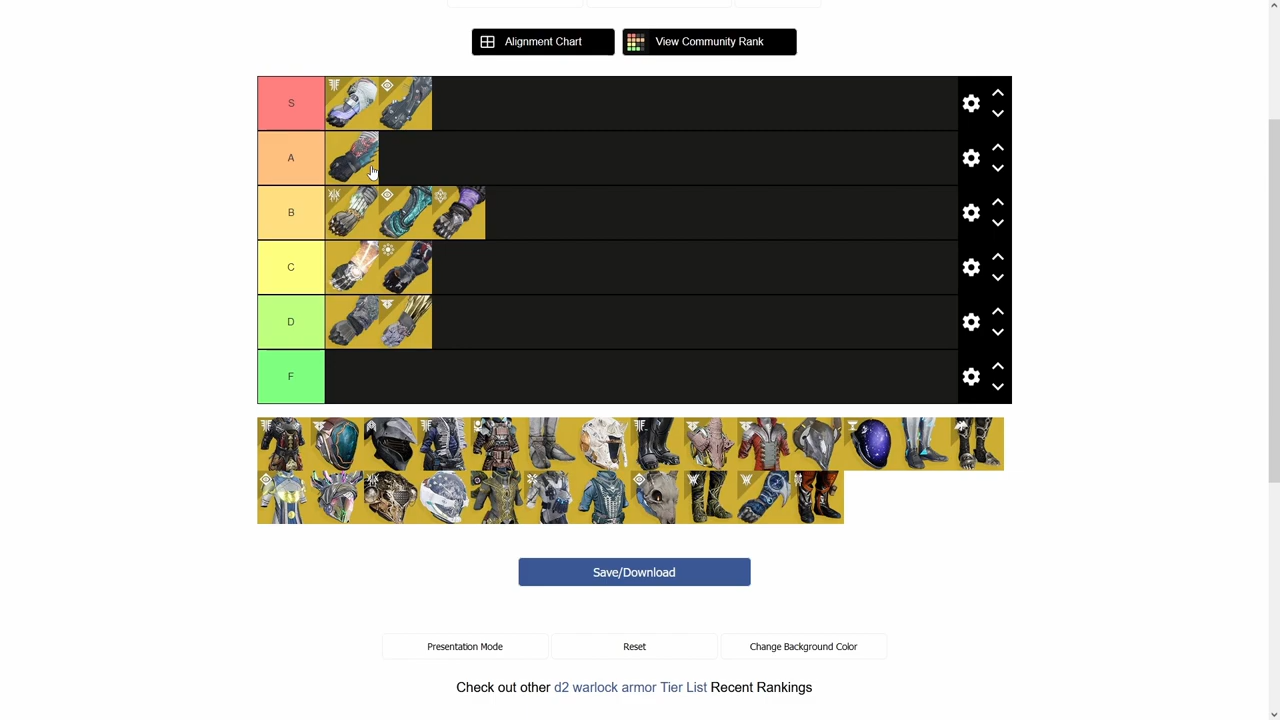 Alignment Chart
View Community Rank
S
A
B
C
D
F
Save/Download
Presentation Mode
Reset
Change Background Color
Check out other d2 warlock armor Tier List Recent Rankings